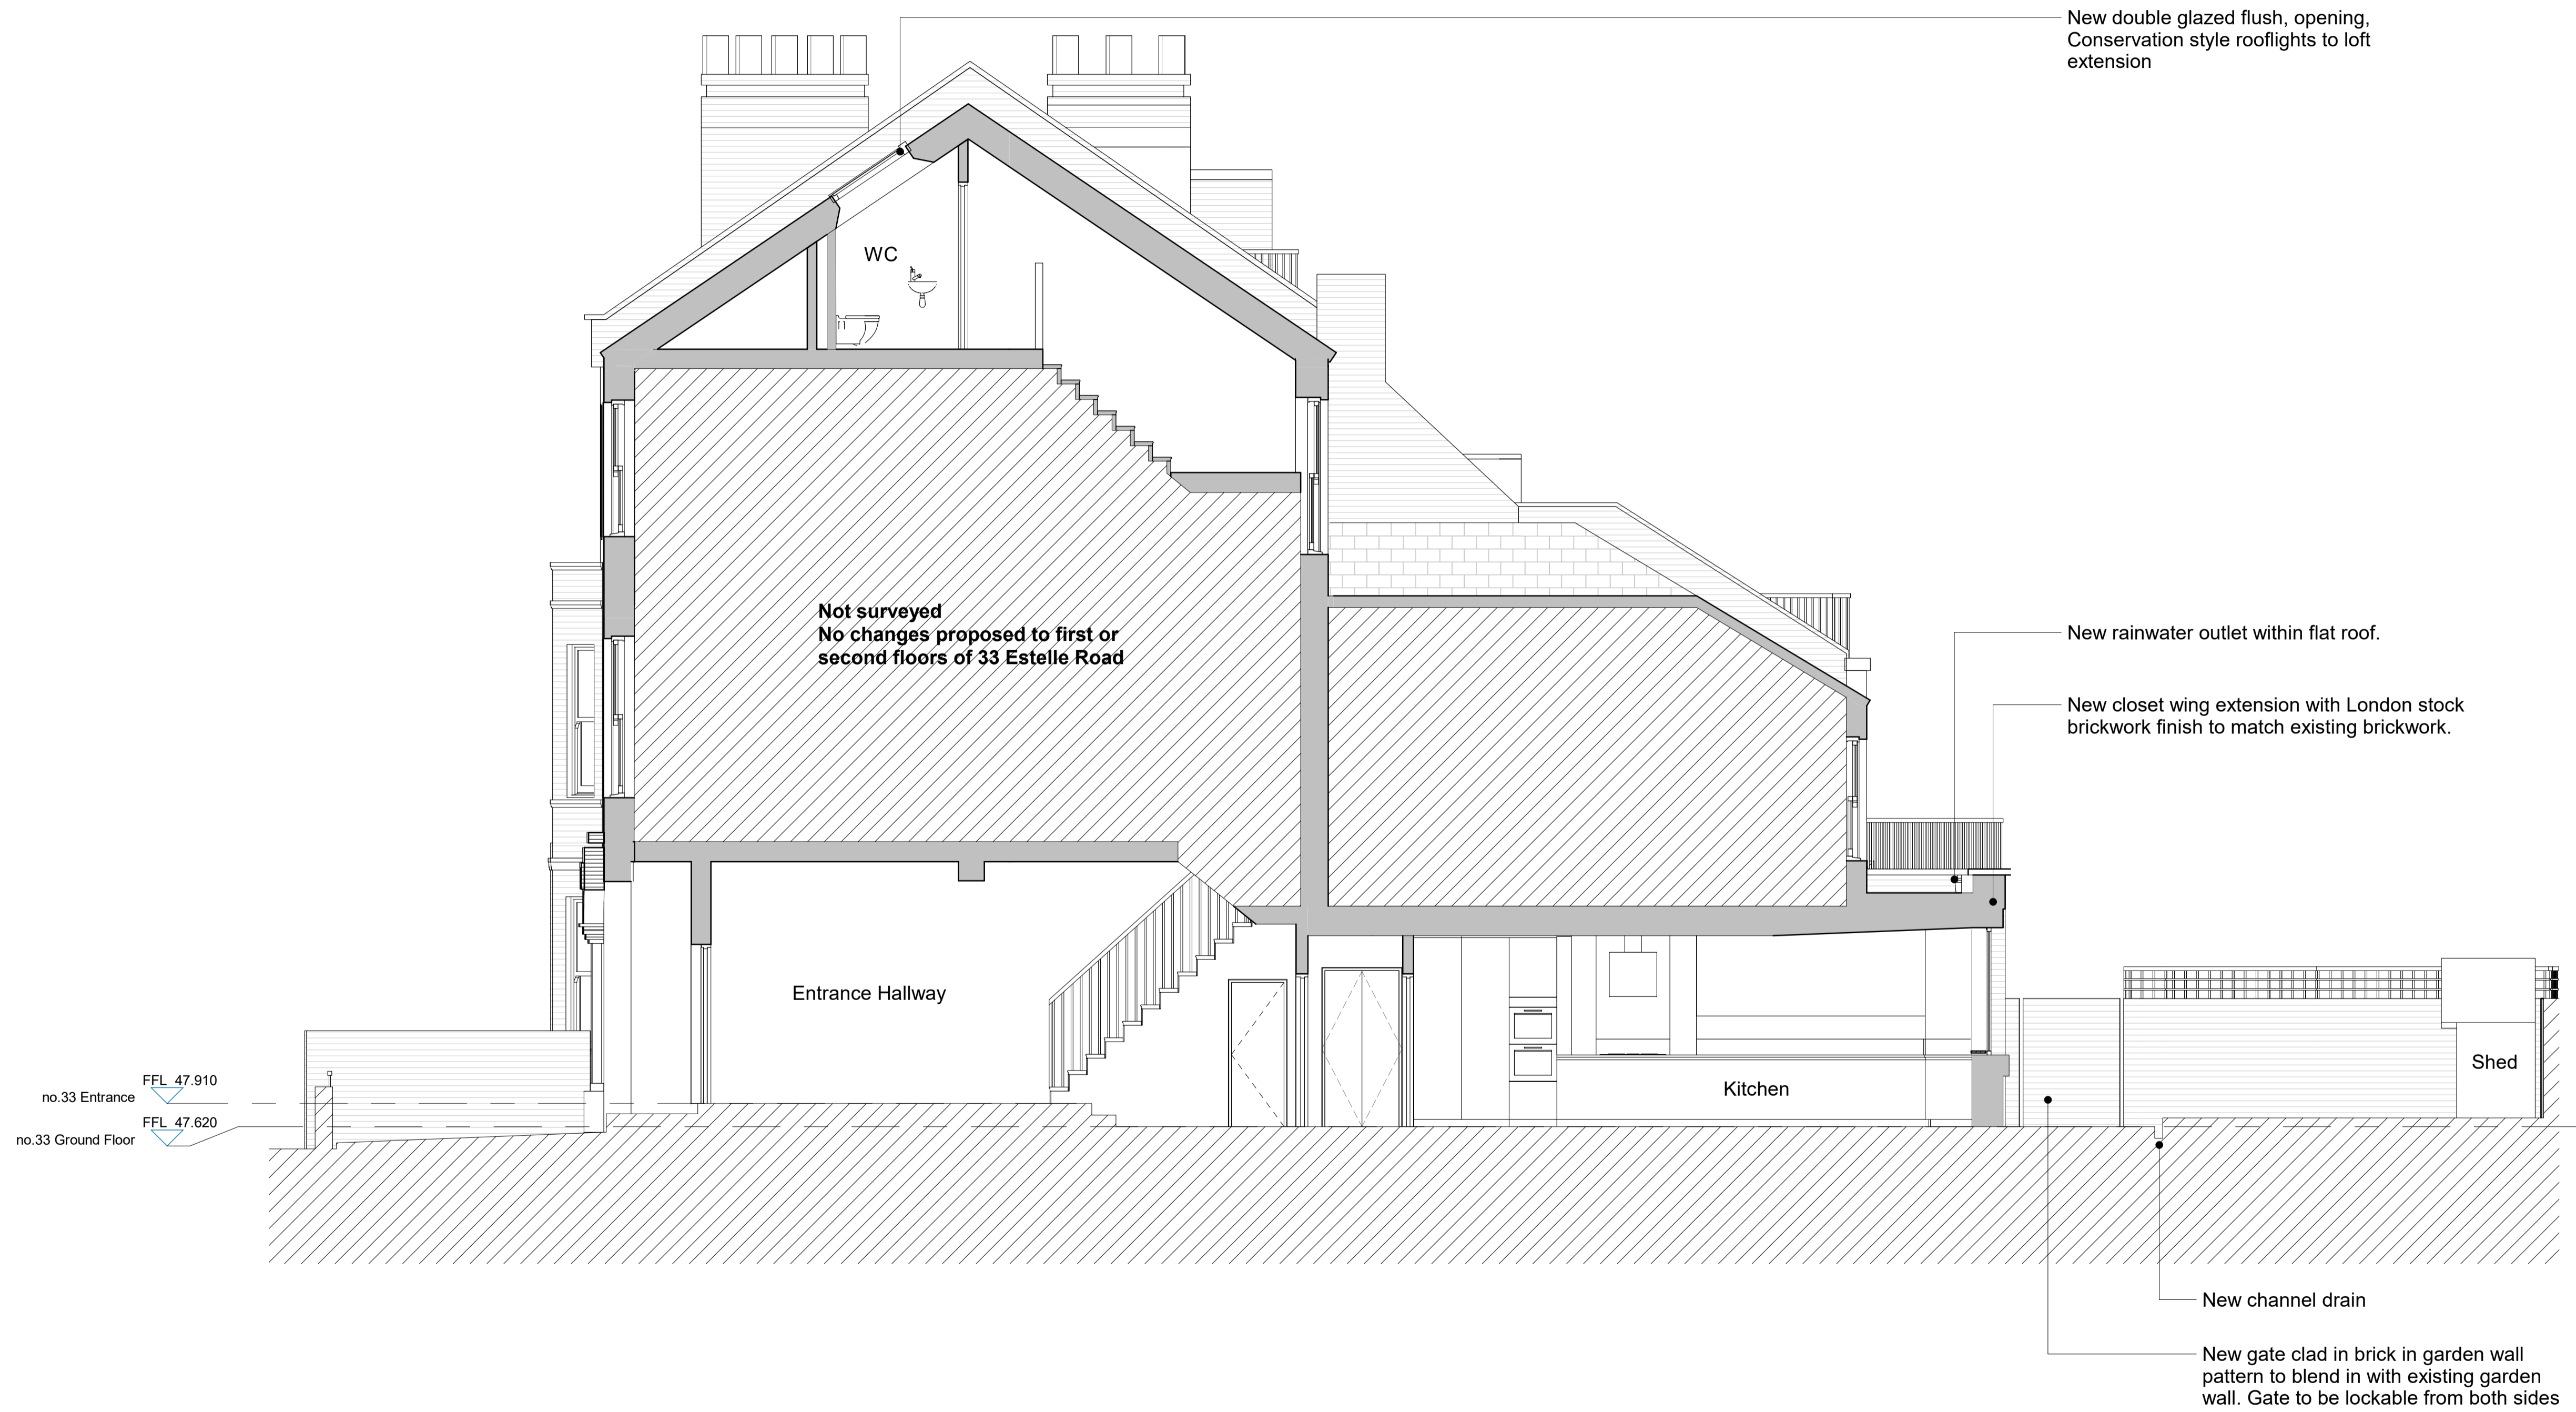 New double glazed flush, opening,
Conservation style rooflights to loft
extension
WC
Not surveyed
No changes proposed to first or
second floors of 33 Estelle Road
New rainwater outlet within flat roof.
New closet wing extension with London stock
brickwork finish to match existing brickwork.
Entrance Hallway
Kitchen
Shed
FFL 47.910
no.33 Entrance
FFL 47.620
no.33 Ground Floor
New channel drain
New gate clad in brick in garden wall
pattern to blend in with existing garden
wall. Gate to be lockable from both sides